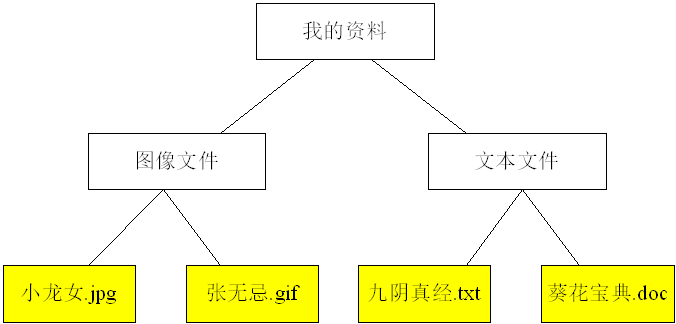 我的资料
图像文件
文本文件
小龙女.jpg
张无忌.gif
九阴真经.txt
葵花宝典.doc